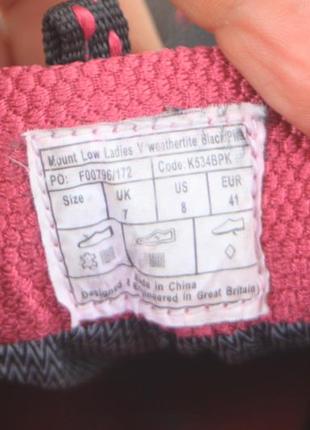 Mount Low Ladies V weathertite Black/Pink
PO: F00796/172 Code: K534BPK
Size UK US EUR
7 8 41
Made in China
Designed & Engineered in Great Britain